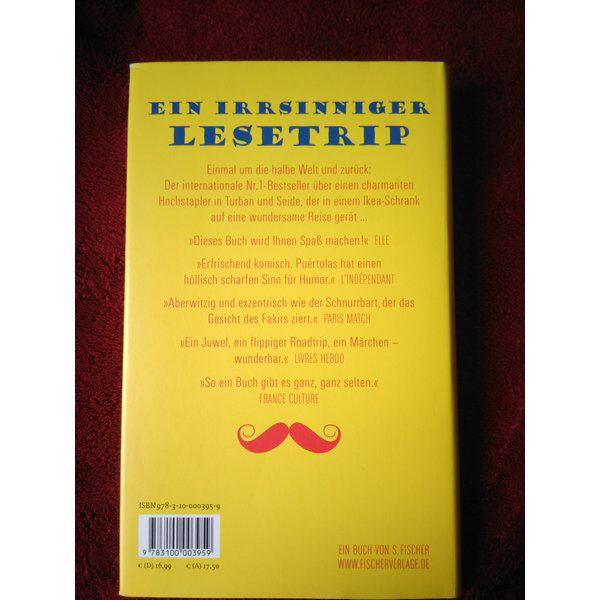 EIN IRRSINNIGER
LESETRIP
Einmal um die halbe Welt und zurück:
Der internationale Nr.1-Bestseller über einen charmanten
Hochstapler in Turban und Seide, der in einem Ikea-Schrank
auf eine wundersame Reise gerät ...
»Dieses Buch wird Ihnen Spaß machen!« ELLE
»Erfrischend komisch. Puértolas hat einen
höllisch scharfen Sinn für Humor.« L'INDÉPENDANT
»Aberwitzig und exzentrisch wie der Schnurrbart, der das
Gesicht des Fakirs ziert.« PARIS MATCH
»Ein Juwel, ein flippiger Roadtrip, ein Märchen –
wunderbar.« LIVRES HEBDO
»So ein Buch gibt es ganz, ganz selten.«
FRANCE CULTURE
ISBN 978-3-10-000395-9
9 783100 003959
€ (D) 16,99 € (A) 17,50
EIN BUCH VON S. FISCHER
WWW.FISCHERVERLAGE.DE